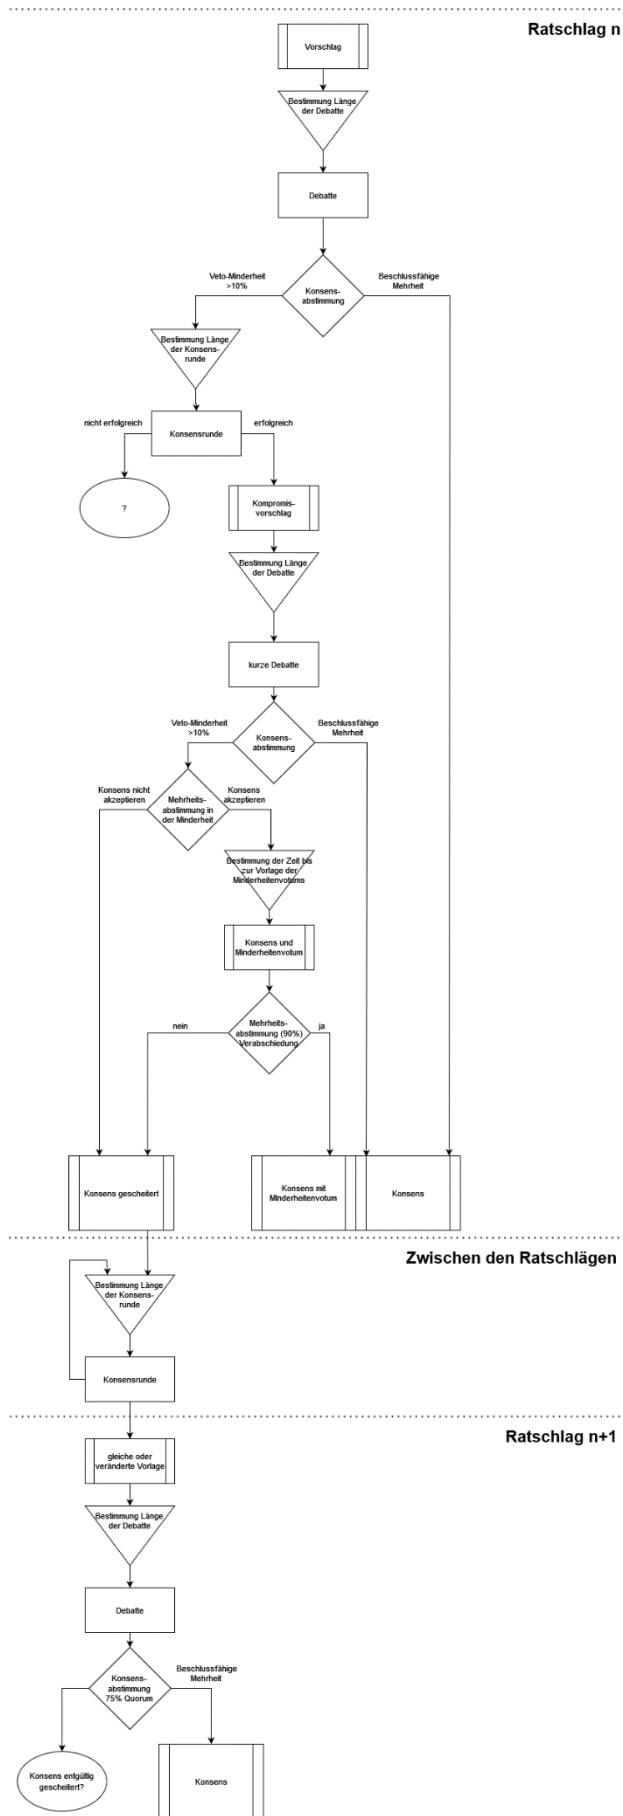 Ratschlag n
Vorschlag
Bestimmung Länge
der Debatte
Debatte
Veto-Minderheit
>10%
Konsens-
abstimmung
Beschlussfähige
Mehrheit
Bestimmung Länge
der Konsens-
runde
nicht erfolgreich
Konsensrunde
erfolgreich
?
Kompromis-
vorschlag
Bestimmung Länge
der Debatte
kurze Debatte
Veto-Minderheit
>10%
Konsens-
abstimmung
Beschlussfähige
Mehrheit
Konsens nicht
akzeptieren
Mehrheits-
abstimmung in
der Minderheit
Konsens
akzeptieren
Bestimmung der Zeit bis
zur Vorlage der
Minderheitenvotums
Konsens und
Minderheitenvotum
nein
Mehrheits-
abstimmung (90%)
Verabschiedung
ja
Konsens gescheitert
Konsens mit
Minderheitenvotum
Konsens
Zwischen den Ratschlägen
Bestimmung Länge
der Konsens-
runde
Konsensrunde
Ratschlag n+1
gleiche oder
veränderte Vorlage
Bestimmung Länge
der Debatte
Debatte
Konsens-
abstimmung
75% Quorum
Beschlussfähige
Mehrheit
Konsens entgültig
gescheitert?
Konsens